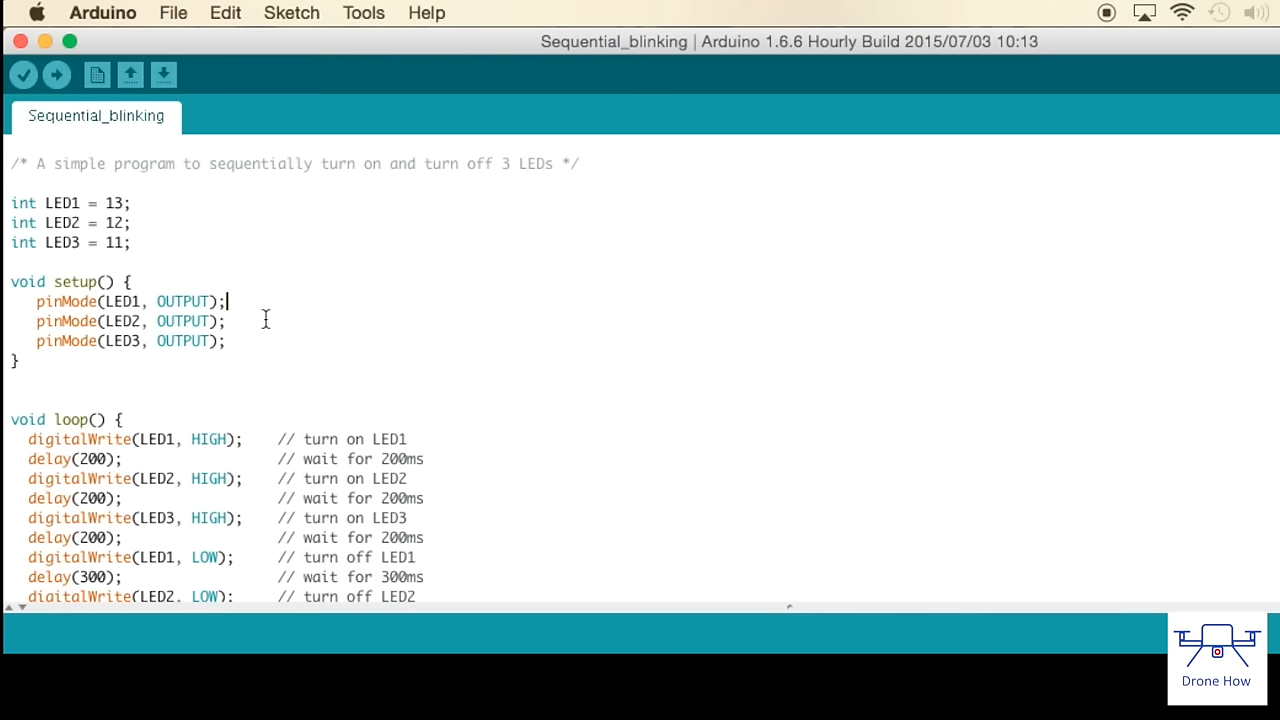 Arduino File Edit Sketch Tools Help
Sequential_blinking | Arduino 1.6.6 Hourly Build 2015/07/03 10:13
Sequential_blinking
/* A simple program to sequentially turn on and turn off 3 LEDs */
int LED1 = 13;
int LED2 = 12;
int LED3 = 11;
void setup() {
pinMode(LED1, OUTPUT);
pinMode(LED2, OUTPUT);
pinMode(LED3, OUTPUT);
}
void loop() {
digitalWrite(LED1, HIGH); // turn on LED1
delay(200); // wait for 200ms
digitalWrite(LED2, HIGH); // turn on LED2
delay(200); // wait for 200ms
digitalWrite(LED3, HIGH); // turn on LED3
delay(200); // wait for 200ms
digitalWrite(LED1, LOW); // turn off LED1
delay(300); // wait for 300ms
digitalWrite(LED2, LOW); // turn off LED2
Drone How